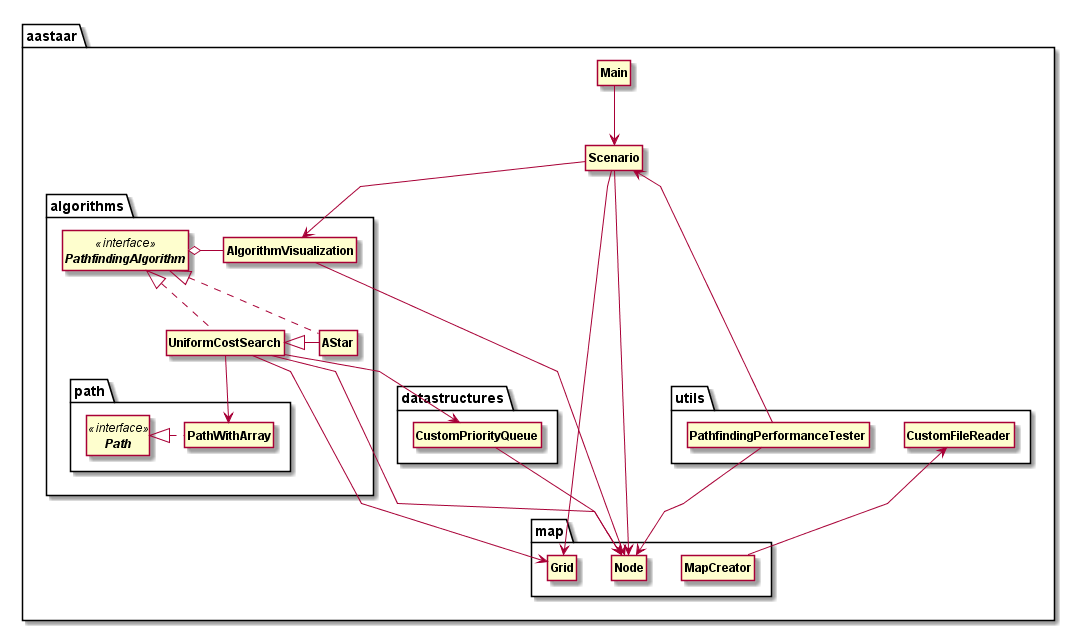 aastaar
Main
Scenario
algorithms
«interface»
PathfindingAlgorithm
AlgorithmVisualization
UniformCostSearch
AStar
path
«interface»
Path
PathWithArray
datastructures
CustomPriorityQueue
utils
PathfindingPerformanceTester
CustomFileReader
map
Grid
Node
MapCreator